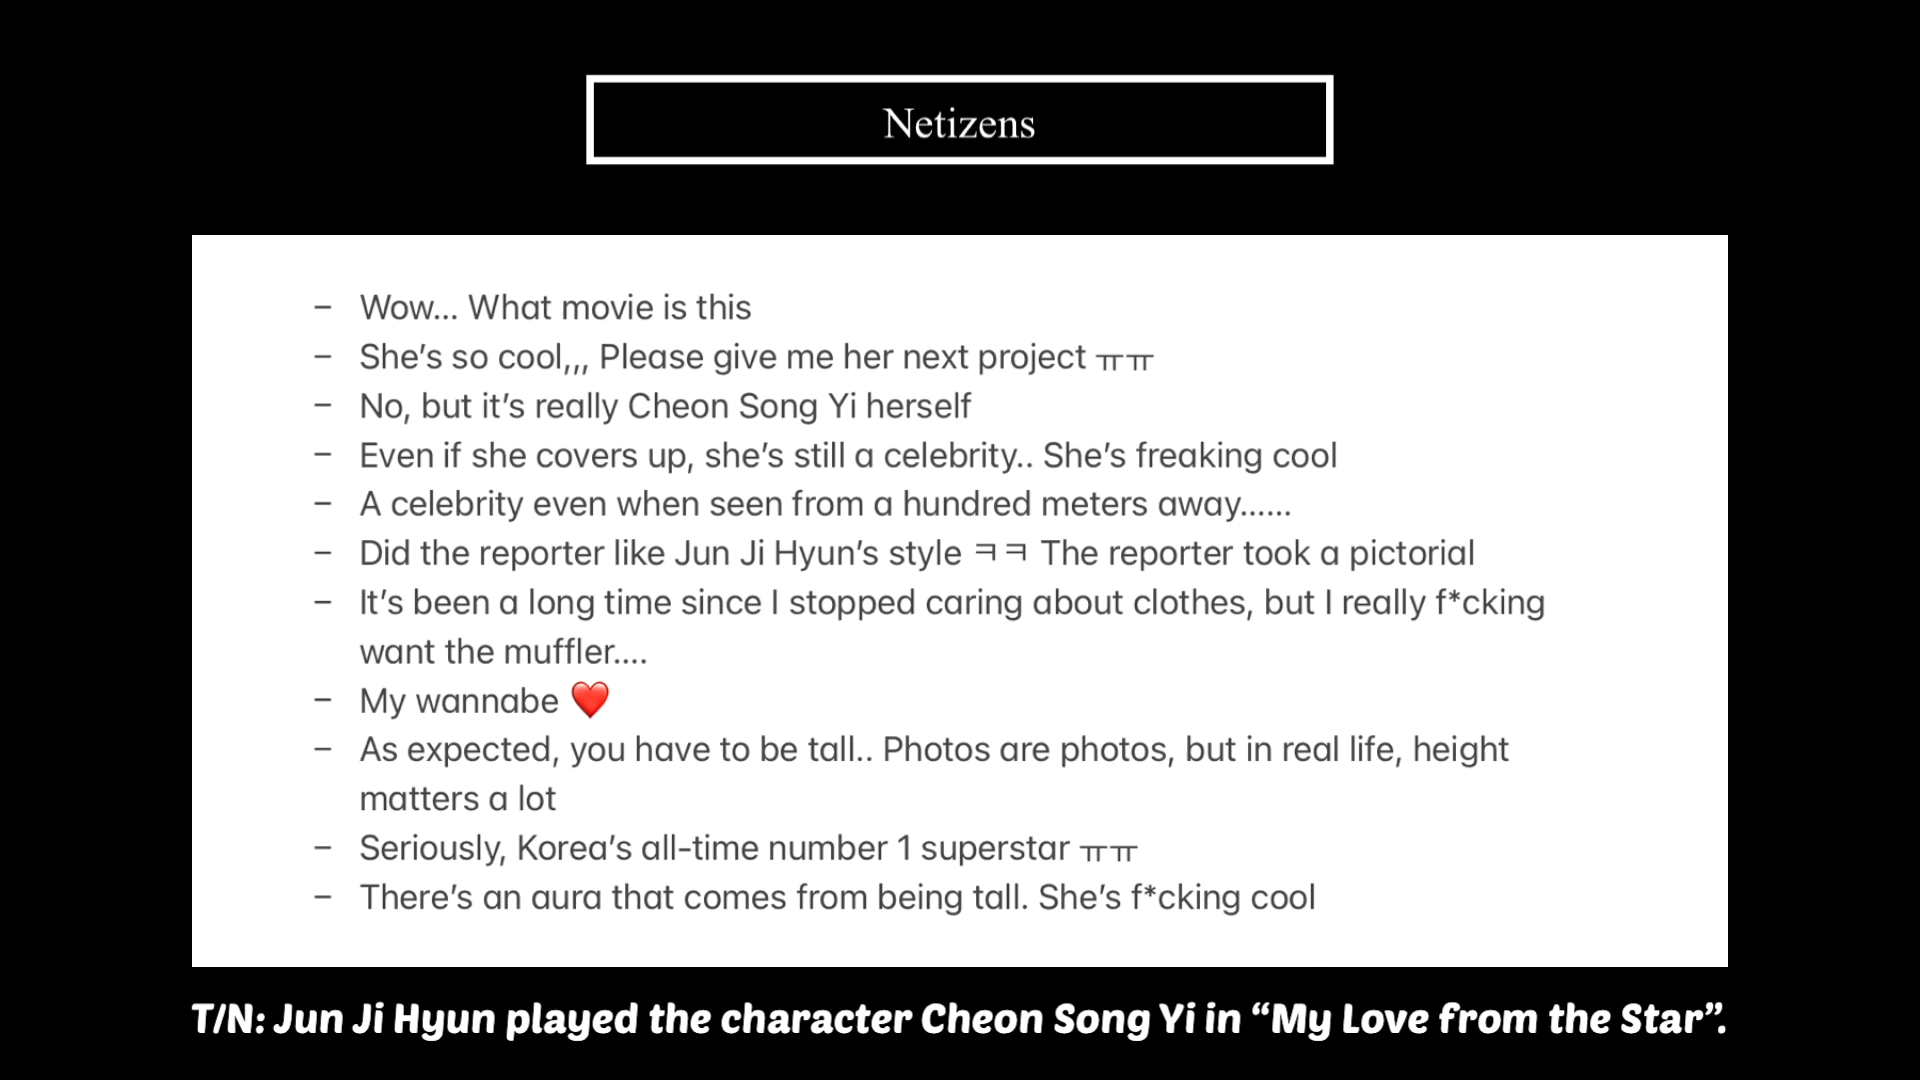 Netizens
– Wow... What movie is this
– She’s so cool,,, Please give me her next project ㅠㅠ
– No, but it’s really Cheon Song Yi herself
– Even if she covers up, she’s still a celebrity.. She’s freaking cool
– A celebrity even when seen from a hundred meters away......
– Did the reporter like Jun Ji Hyun’s style ㅋㅋ The reporter took a pictorial
– It’s been a long time since I stopped caring about clothes, but I really f*cking
want the muffler....
– My wannabe ❤️
– As expected, you have to be tall.. Photos are photos, but in real life, height
matters a lot
– Seriously, Korea’s all-time number 1 superstar ㅠㅠ
– There’s an aura that comes from being tall. She’s f*cking cool
T/N: Jun Ji Hyun played the character Cheon Song Yi in “My Love from the Star”.